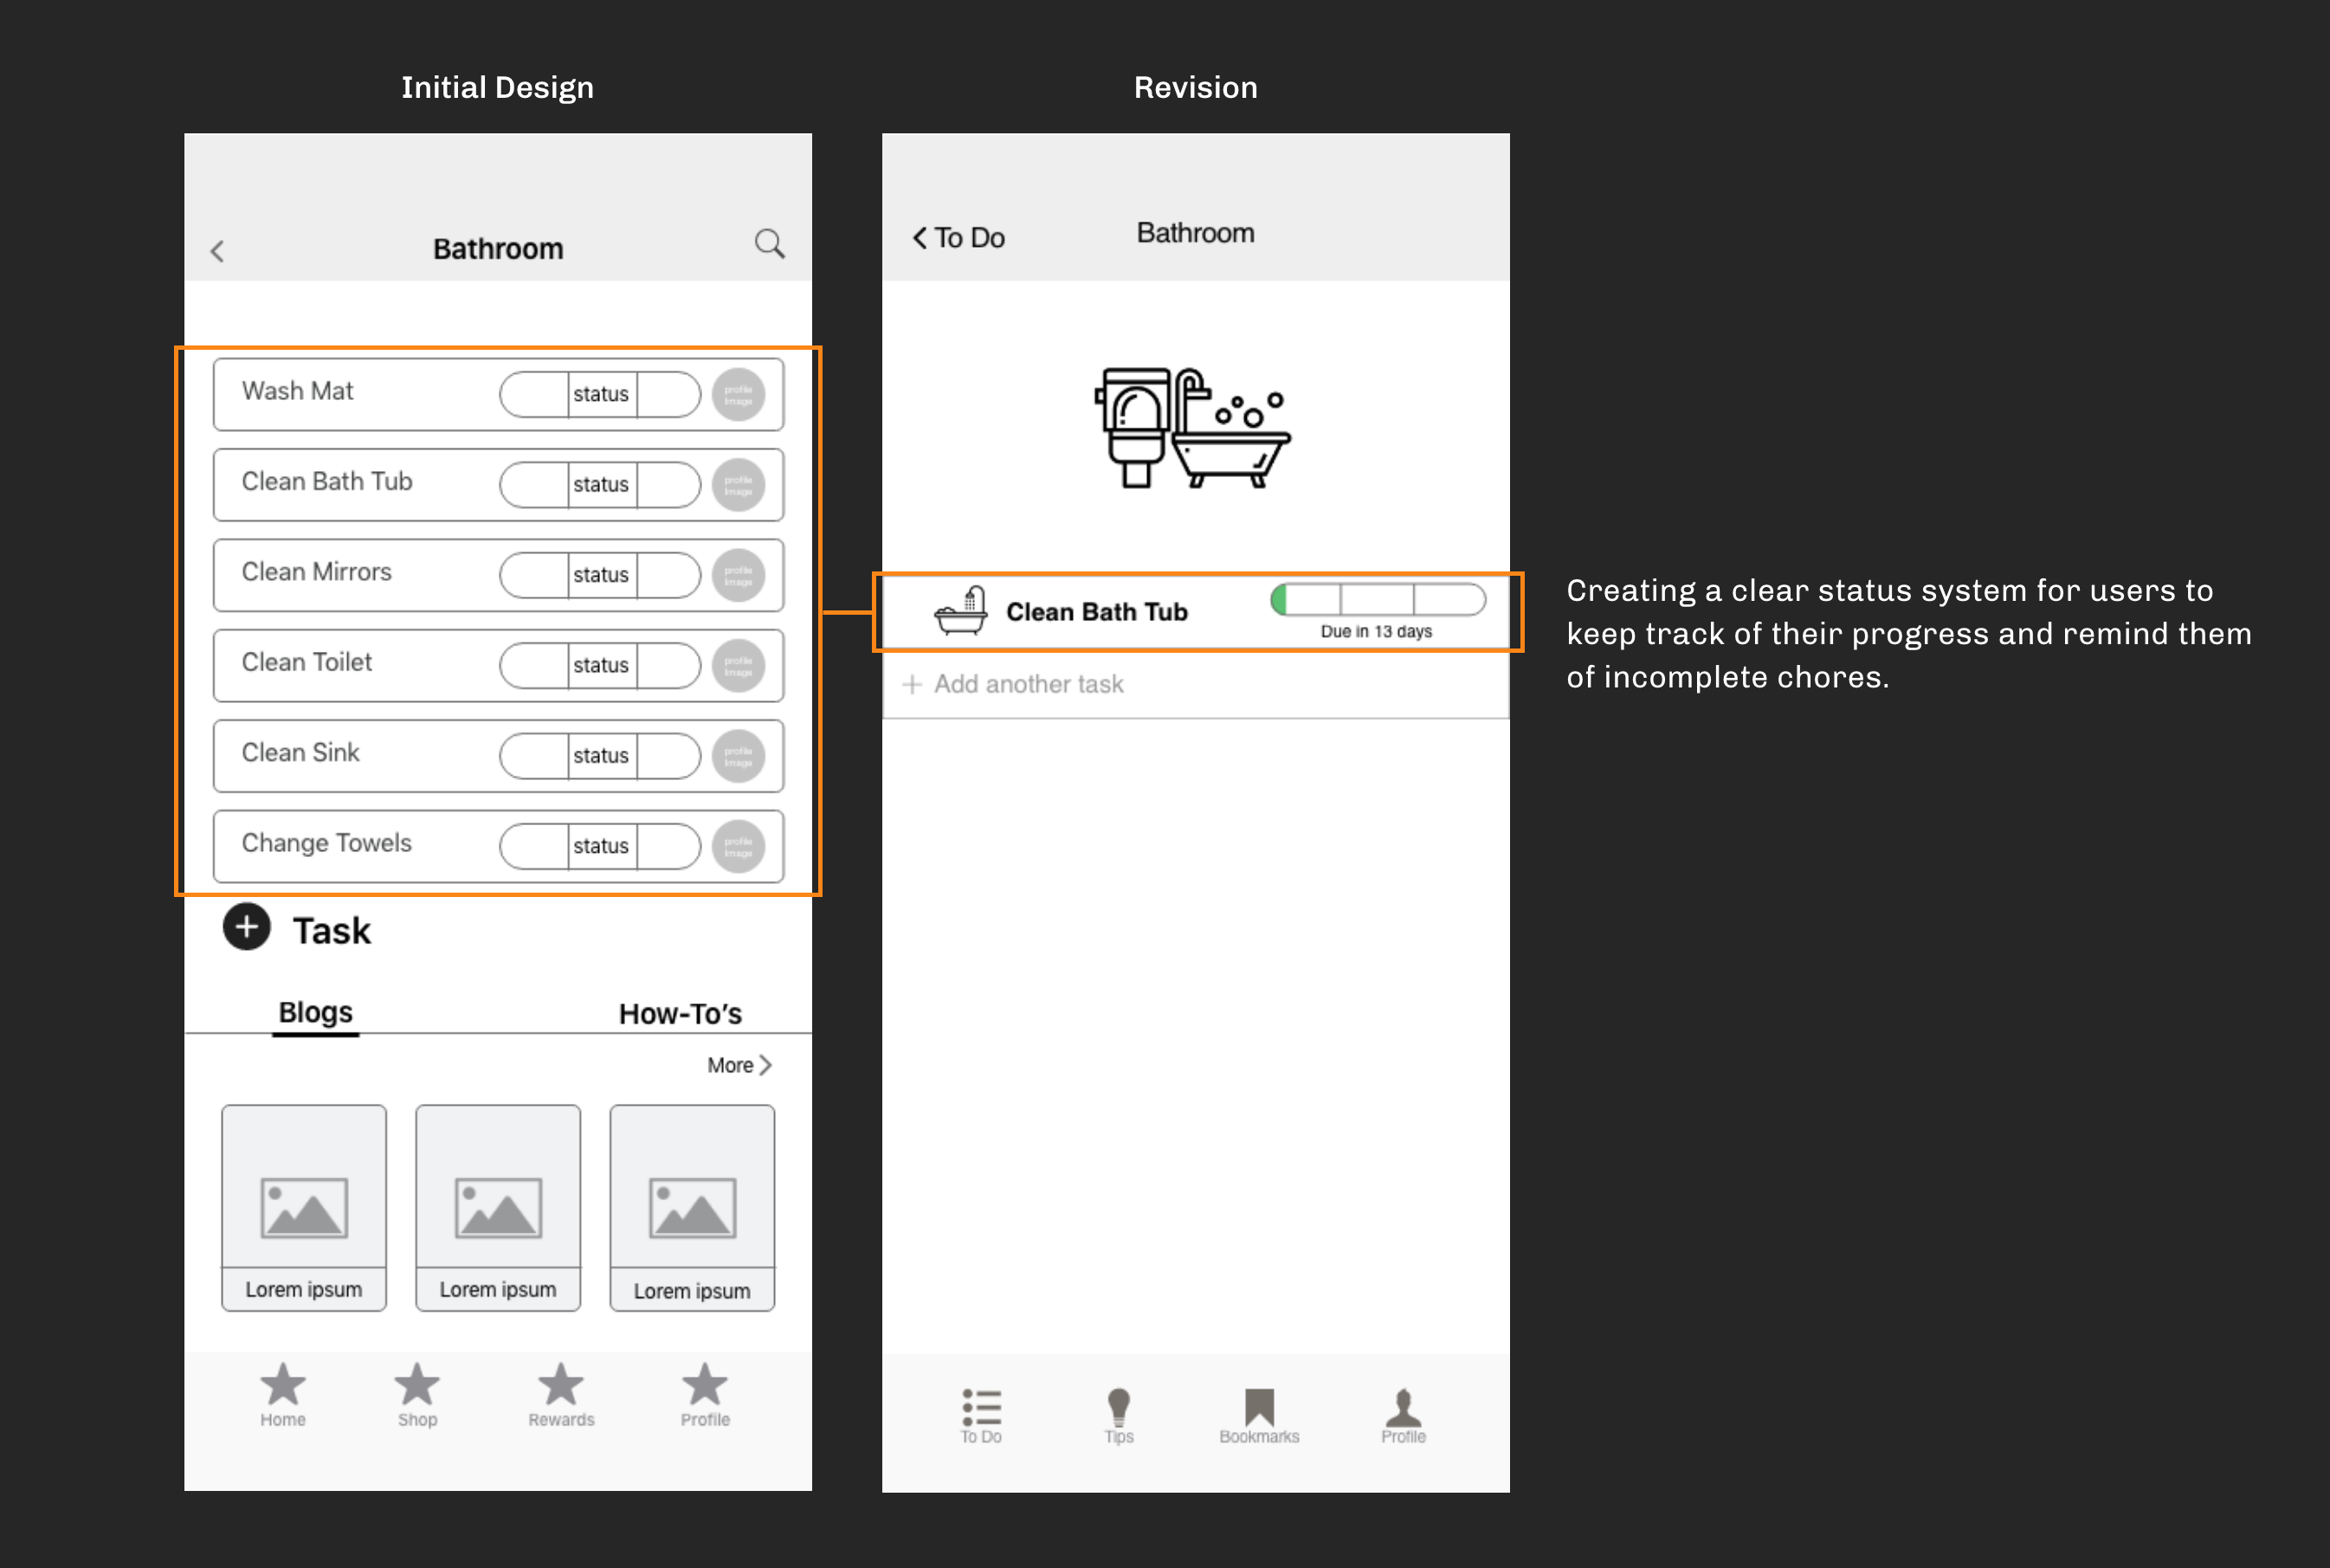 Initial Design
Revision
Bathroom
Wash Mat
status
profile
Image
Clean Bath Tub
status
profile
Image
Clean Mirrors
status
profile
Image
Clean Toilet
status
profile
Image
Clean Sink
status
profile
Image
Change Towels
status
profile
Image
Task
Blogs
How-To's
More
Lorem ipsum
Lorem ipsum
Lorem ipsum
Home
Shop
Rewards
Profile
To Do
Bathroom
Clean Bath Tub
Due in 13 days
+ Add another task
To Do
Tips
Bookmarks
Profile
Creating a clear status system for users to
keep track of their progress and remind them
of incomplete chores.